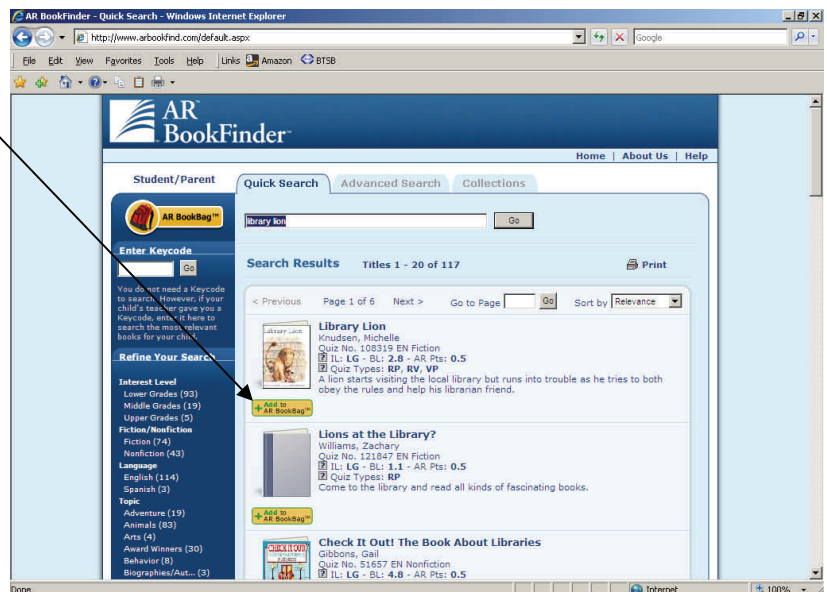 AR BookFinder - Quick Search - Windows Internet Explorer
http://www.arbookfind.com/default.aspx
Google
File Edit View Favorites Tools Help Links Amazon BTSB
AR
BookFinder™
Home | About Us | Help
Student/Parent
Quick Search
Advanced Search
Collections
AR BookBag™
library lion
Go
Enter Keycode
Go
You do not need a Keycode
to search. However, if your
child's teacher gave you a
Keycode, enter it here to
search the most relevant
books for your child.
Search Results Titles 1 - 20 of 117
Print
< Previous Page 1 of 6 Next > Go to Page Go Sort by Relevance
Refine Your Search
Interest Level
Lower Grades (93)
Middle Grades (19)
Upper Grades (5)
Fiction/Nonfiction
Fiction (74)
Nonfiction (43)
Language
English (114)
Spanish (3)
Topic
Adventure (19)
Animals (83)
Arts (4)
Award Winners (30)
Behavior (8)
Biographies/Aut... (3)
Library Lion
Library Lion
Knudsen, Michelle
Quiz No. 108319 EN Fiction
? IL: LG - BL: 2.8 - AR Pts: 0.5
? Quiz Types: RP, RV, VP
A lion starts visiting the local library but runs into trouble as he tries to both
obey the rules and help his librarian friend.
+ Add to
AR BookBag™
Lions at the Library?
Williams, Zachary
Quiz No. 121847 EN Fiction
? IL: LG - BL: 1.1 - AR Pts: 0.5
? Quiz Types: RP
Come to the library and read all kinds of fascinating books.
+ Add to
AR BookBag™
CHECK IT OUT!
Check It Out! The Book About Libraries
Gibbons, Gail
Quiz No. 51657 EN Nonfiction
? IL: LG - BL: 4.8 - AR Pts: 0.5
Done
Internet
100%